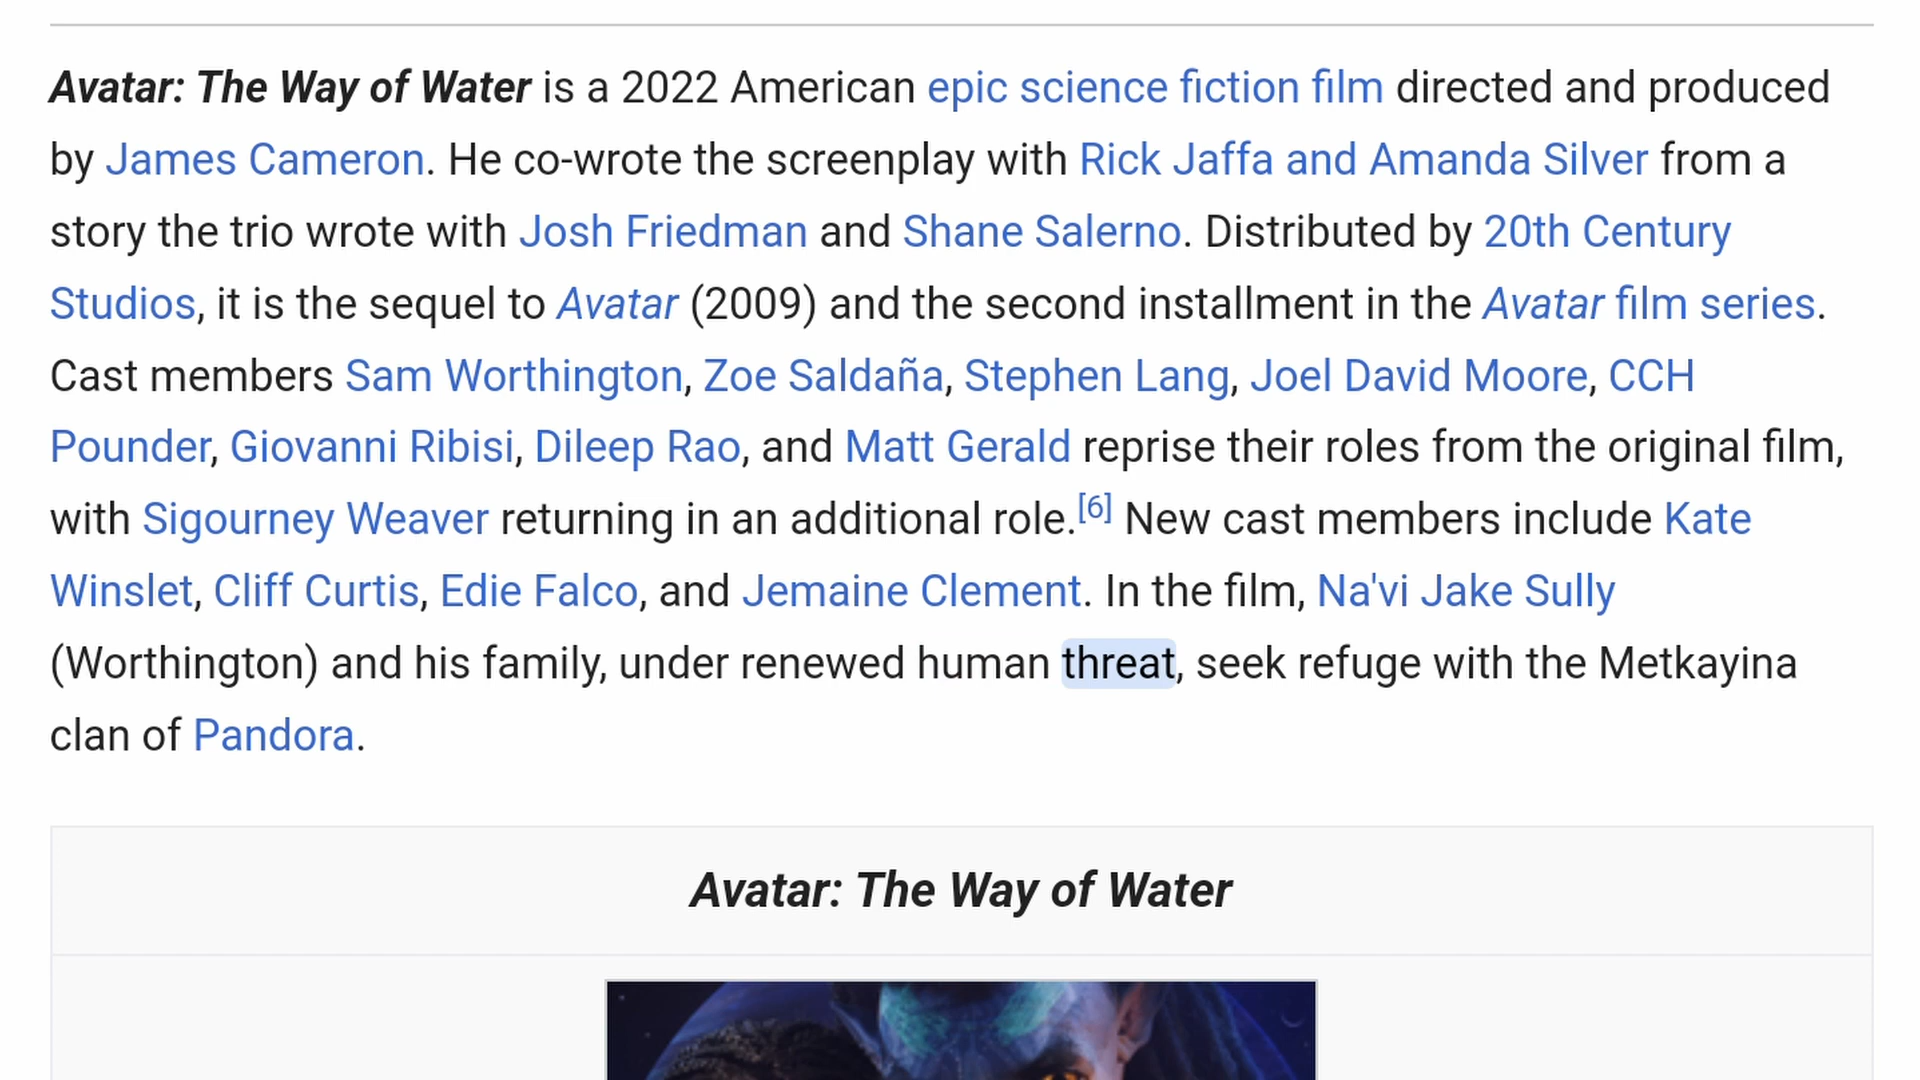 Avatar: The Way of Water is a 2022 American epic science fiction film directed and produced
by James Cameron. He co-wrote the screenplay with Rick Jaffa and Amanda Silver from a
story the trio wrote with Josh Friedman and Shane Salerno. Distributed by 20th Century
Studios, it is the sequel to Avatar (2009) and the second installment in the Avatar film series.
Cast members Sam Worthington, Zoe Saldaña, Stephen Lang, Joel David Moore, CCH
Pounder, Giovanni Ribisi, Dileep Rao, and Matt Gerald reprise their roles from the original film,
with Sigourney Weaver returning in an additional role.[6] New cast members include Kate
Winslet, Cliff Curtis, Edie Falco, and Jemaine Clement. In the film, Na'vi Jake Sully
(Worthington) and his family, under renewed human threat, seek refuge with the Metkayina
clan of Pandora.
Avatar: The Way of Water